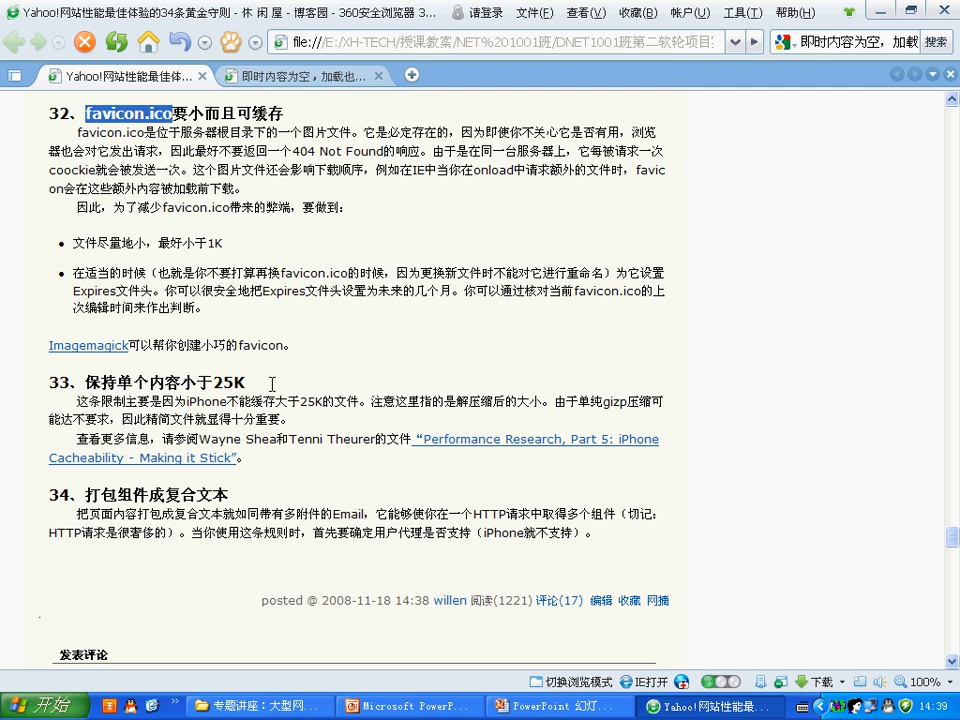 Yahoo!网站性能最佳体验的34条黄金守则 - 休 闲 屋 - 博客园 - 360安全浏览器 3... 请登录 文件(F) 查看(V) 收藏(B) 帐户(U) 工具(T) 帮助(H)
file:///E:/XH-TECH/授课教案/NET%201001班/DNET1001班第二软轮项目 即时内容为空，加载 搜索
Yahoo!网站性能最佳体... 即时内容为空，加载也...
32、favicon.ico要小而且可缓存
favicon.ico是位于服务器根目录下的一个图片文件。它是必定存在的，因为即使你不关心它是否有用，浏览
器也会对它发出请求，因此最好不要返回一个404 Not Found的响应。由于是在同一台服务器上，它每被请求一次
coockie就会被发送一次。这个图片文件还会影响下载顺序，例如在IE中当你在onload中请求额外的文件时，favic
on会在这些额外内容被加载前下载。
因此，为了减少favicon.ico带来的弊端，要做到：
• 文件尽量地小，最好小于1K
• 在适当的时候（也就是你不要打算再换favicon.ico的时候，因为更换新文件时不能对它进行重命名）为它设置
Expires文件头。你可以很安全地把Expires文件头设置为未来的几个月。你可以通过核对当前favicon.ico的上
次编辑时间来作出判断。
Imagemagick可以帮你创建小巧的favicon。
33、保持单个内容小于25K
这条限制主要是因为iPhone不能缓存大于25K的文件。注意这里指的是解压缩后的大小。由于单纯gizp压缩可
能达不要求，因此精简文件就显得十分重要。
查看更多信息，请参阅Wayne Shea和Tenni Theurer的文件“Performance Research, Part 5: iPhone
Cacheability - Making it Stick”。
34、打包组件成复合文本
把页面内容打包成复合文本就如同带有多附件的Email，它能够使你在一个HTTP请求中取得多个组件（切记：
HTTP请求是很奢侈的）。当你使用这条规则时，首先要确定用户代理是否支持（iPhone就不支持）。
posted @ 2008-11-18 14:38 willen 阅读(1221) 评论(17) 编辑 收藏 网摘
发表评论
切换浏览模式 IE打开 下载 100%
开始 专题讲座：大型网... Microsoft PowerP... PowerPoint 幻灯... Yahoo!网站性能最... 14:39